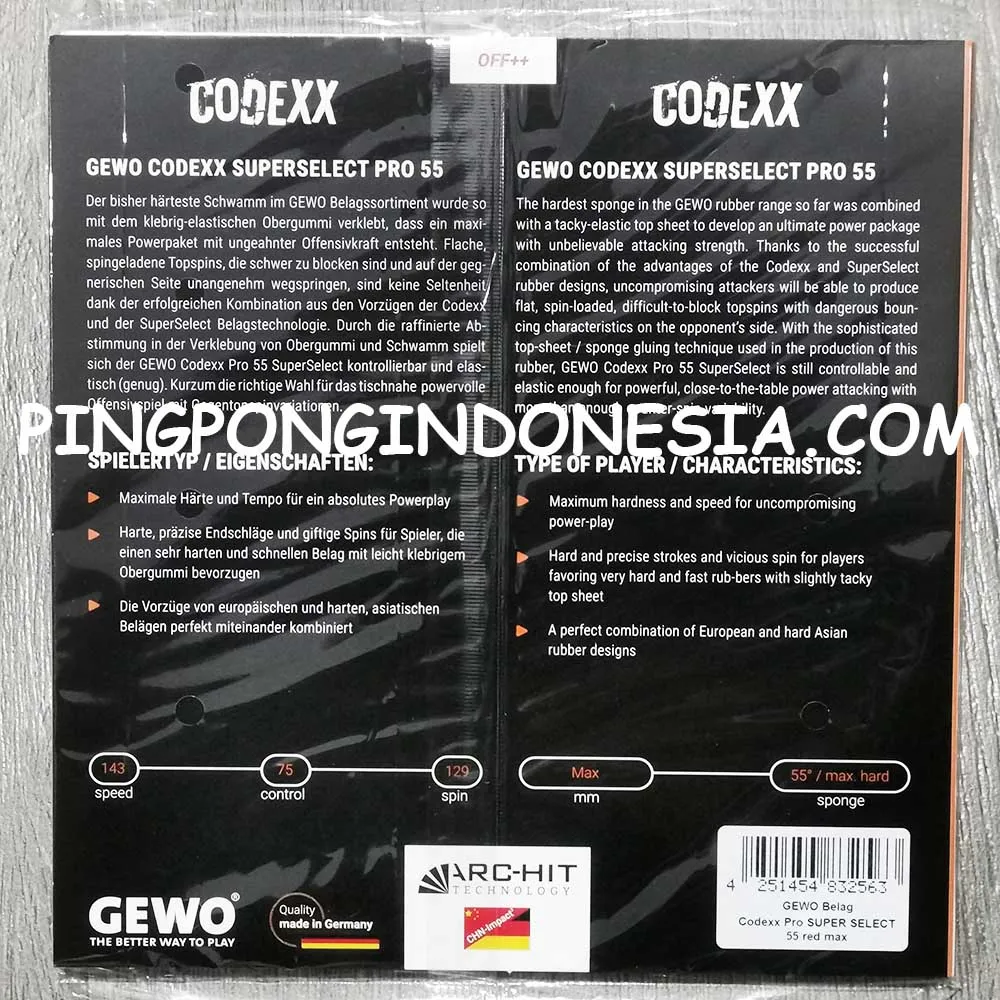 OFF++
CODEXX
GEWO CODEXX SUPERSELECT PRO 55
Der bisher härteste Schwamm im GEWO Belagssortiment wurde so
mit dem klebrig-elastischen Obergummi verklebt, dass ein maxi-
males Powerpaket mit ungeahnter Offensivkraft entsteht. Flache,
spingeladene Topspins, die schwer zu blocken sind und auf der geg-
nerischen Seite unangenehm wegspringen, sind keine Seltenheit
dank der erfolgreichen Kombination aus den Vorzügen der Codexx
und der SuperSelect Belagstechnologie. Durch die raffinierte Ab-
stimmung in der Verklebung von Obergummi und Schwamm spielt
sich der GEWO Codexx Pro 55 SuperSelect kontrollierbar und elas-
tisch (genug). Kurzum die richtige Wahl für das tischnahe powervolle
Offensivspiel mit Gegentopspinvariationen.
SPIELERTYP / EIGENSCHAFTEN:
Maximale Härte und Tempo für ein absolutes Powerplay
Harte, präzise Endschläge und giftige Spins für Spieler, die
einen sehr harten und schnellen Belag mit leicht klebrigem
Obergummi bevorzugen
Die Vorzüge von europäischen und harten, asiatischen
Belägen perfekt miteinander kombiniert
143
speed
75
control
129
spin
GEWO®
THE BETTER WAY TO PLAY
Quality
made in Germany
CODEXX
GEWO CODEXX SUPERSELECT PRO 55
The hardest sponge in the GEWO rubber range so far was combined
with a tacky-elastic top sheet to develop an ultimate power package
with unbelievable attacking strength. Thanks to the successful
combination of the advantages of the Codexx and SuperSelect
rubber designs, uncompromising attackers will be able to produce
flat, spin-loaded, difficult-to-block topspins with dangerous boun-
cing characteristics on the opponent's side. With the sophisticated
top-sheet / sponge gluing technique used in the production of this
rubber, GEWO Codexx Pro 55 SuperSelect is still controllable and
elastic enough for powerful, close-to-the-table power attacking with
more than enough variability.
PINGPONGINDONESIA.COM
TYPE OF PLAYER / CHARACTERISTICS:
Maximum hardness and speed for uncompromising
power-play
Hard and precise strokes and vicious spin for players
favoring very hard and fast rub-bers with slightly tacky
top sheet
A perfect combination of European and hard Asian
rubber designs
Max
mm
55° / max. hard
sponge
ARC-HIT
TECHNOLOGY
CHN-Impact
4 251454 832563
GEWO Belag
Codexx Pro SUPER SELECT
55 red max